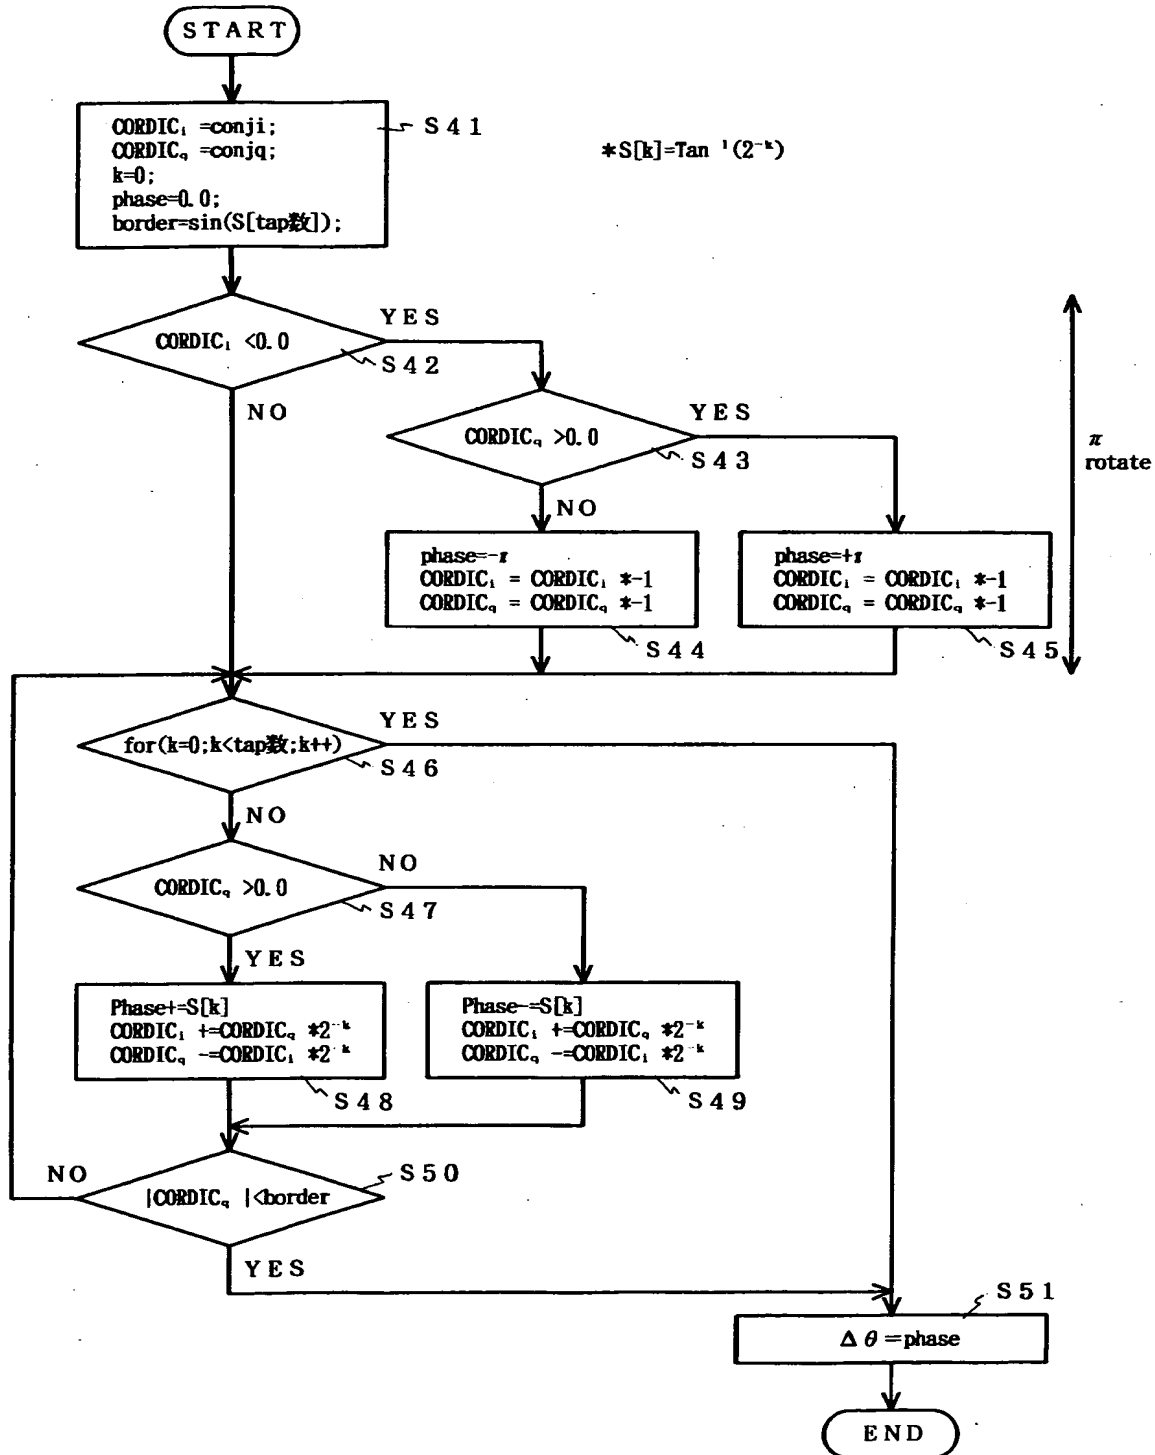 START
CORDICi =conji;
CORDICq =conjq;
k=0;
phase=0.0;
border=sin(S[tap数]);
S41
*S[k]=Tan⁻¹(2⁻ᵏ)
CORDICi <0.0
YES
S42
NO
CORDICq >0.0
YES
S43
NO
π
rotate
phase=-π
CORDICi = CORDICi *-1
CORDICq = CORDICq *-1
S44
phase=+π
CORDICi = CORDICi *-1
CORDICq = CORDICq *-1
S45
for(k=0;k<tap数;k++)
YES
S46
NO
CORDICq >0.0
NO
S47
YES
Phase+=S[k]
CORDICi +=CORDICq *2⁻ᵏ
CORDICq -=CORDICi *2⁻ᵏ
S48
Phase-=S[k]
CORDICi +=CORDICq *2⁻ᵏ
CORDICq -=CORDICi *2⁻ᵏ
S49
|CORDICq |<border
NO
S50
YES
S51
Δθ=phase
END